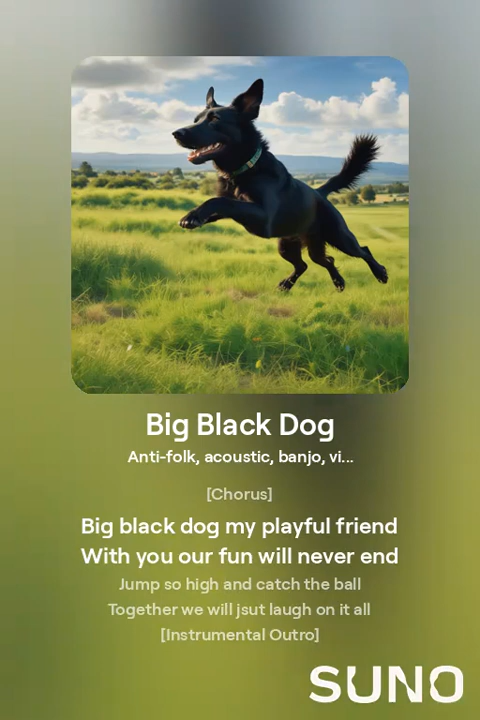 Big Black Dog
Anti-folk, acoustic, banjo, vi...
[Chorus]
Big black dog my playful friend
With you our fun will never end
Jump so high and catch the ball
Together we will jsut laugh on it all
[Instrumental Outro]
SUNO